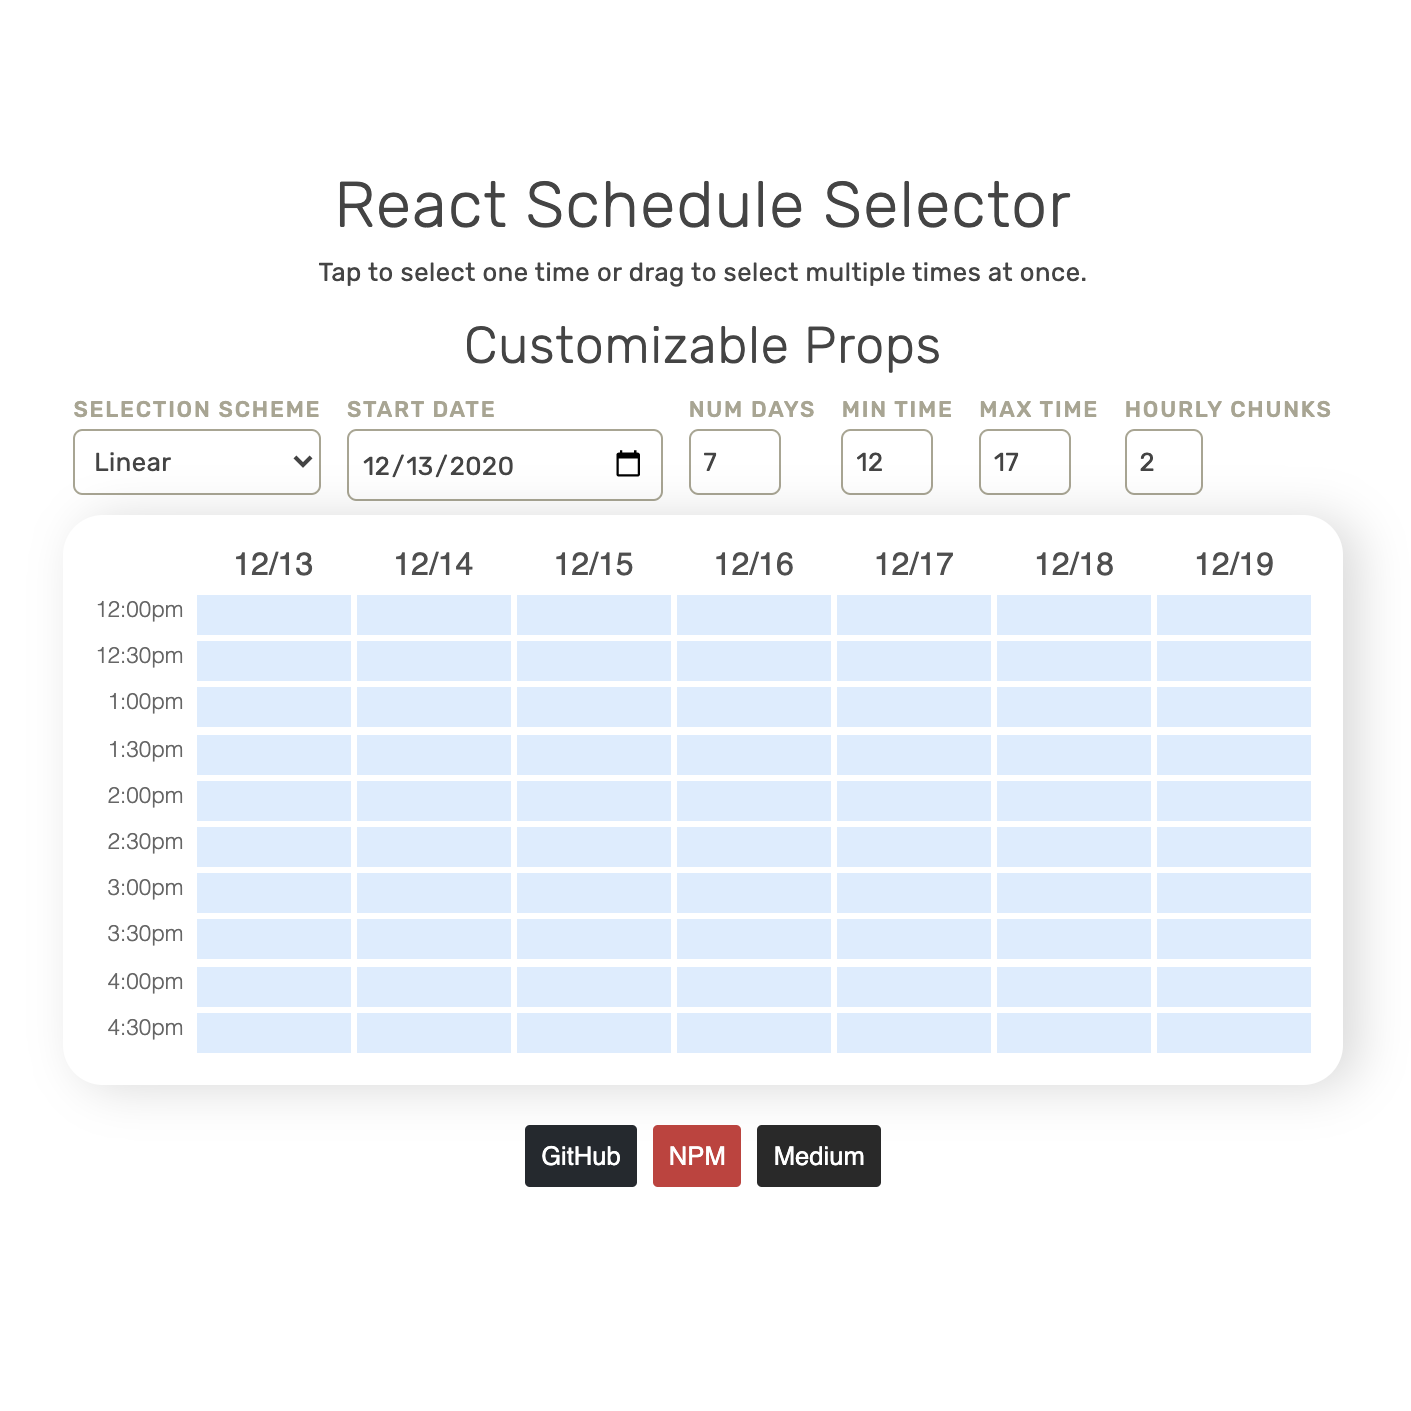 React Schedule Selector
Tap to select one time or drag to select multiple times at once.
Customizable Props
SELECTION SCHEME START DATE NUM DAYS MIN TIME MAX TIME HOURLY CHUNKS
Linear 12/13/2020 7 12 17 2
12/13 12/14 12/15 12/16 12/17 12/18 12/19
12:00pm
12:30pm
1:00pm
1:30pm
2:00pm
2:30pm
3:00pm
3:30pm
4:00pm
4:30pm
GitHub NPM Medium